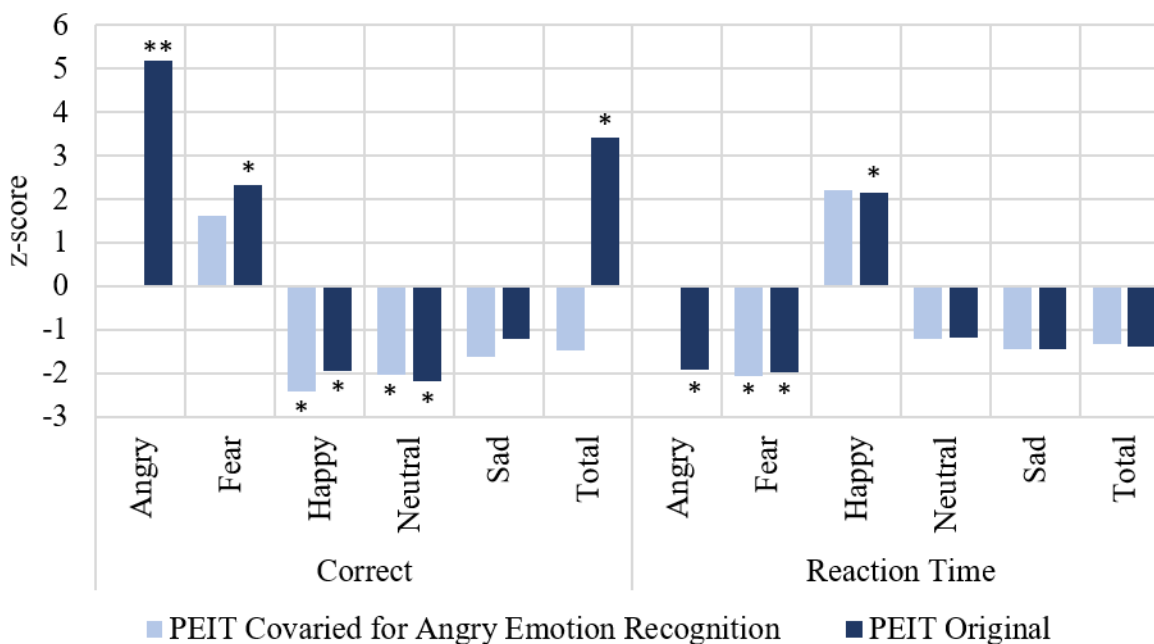 6
5
4
3
2
1
0
-1
-2
-3
z-score
**
*
*
*
*
*
*
*
*
*
*
Angry
Fear
Happy
Neutral
Sad
Total
Angry
Fear
Happy
Neutral
Sad
Total
Correct
Reaction Time
PEIT Covaried for Angry Emotion Recognition
PEIT Original